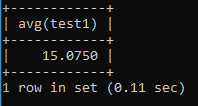 +------------+
| avg(test1) |
+------------+
|    15.0750 |
+------------+
1 row in set (0.11 sec)